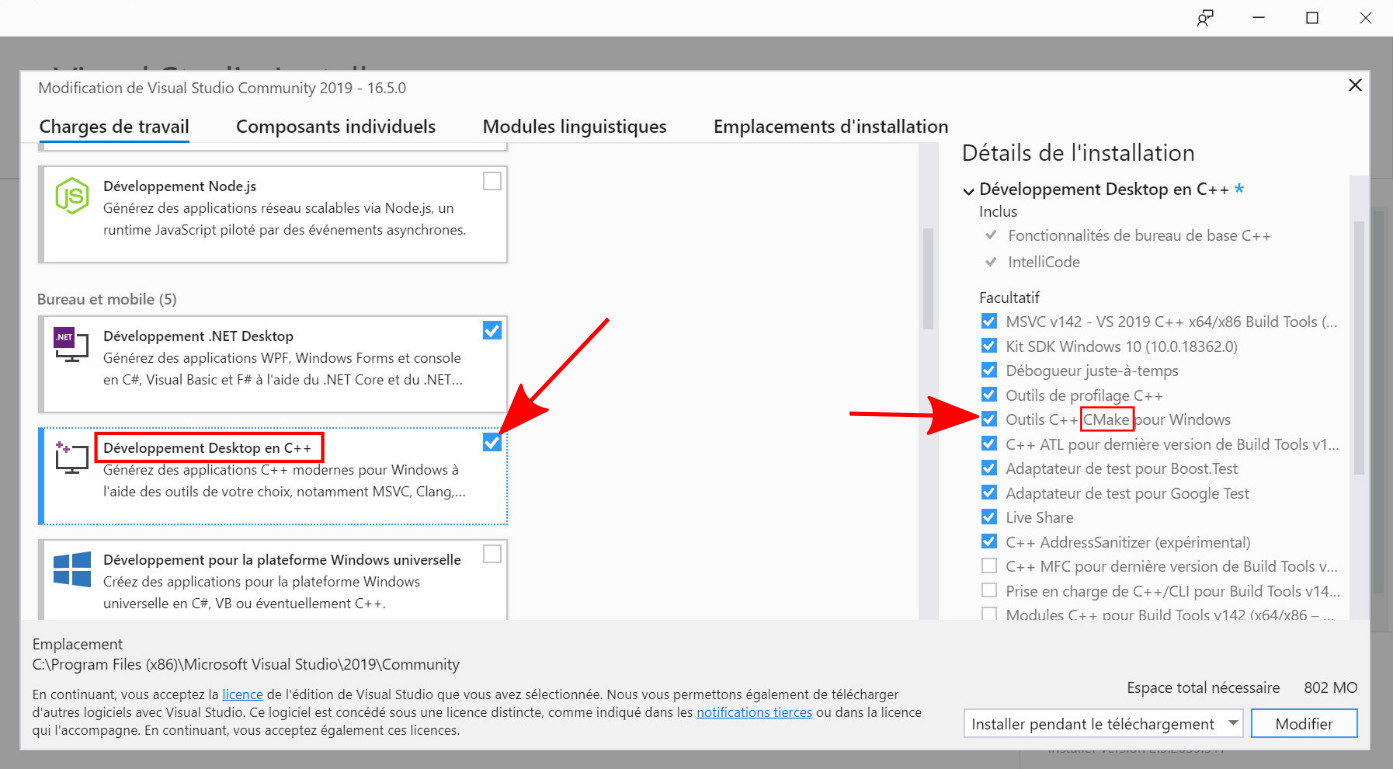 Modification de Visual Studio Community 2019 - 16.5.0
Charges de travail
Composants individuels
Modules linguistiques
Emplacements d'installation
JS
Développement Node.js
Générez des applications réseau scalables via Node.js, un
runtime JavaScript piloté par des événements asynchrones.
Bureau et mobile (5)
.NET
Développement .NET Desktop
Générez des applications WPF, Windows Forms et console
en C#, Visual Basic et F# à l'aide du .NET Core et du .NET...
Développement Desktop en C++
Générez des applications C++ modernes pour Windows à
l'aide des outils de votre choix, notamment MSVC, Clang,...
Développement pour la plateforme Windows universelle
Créez des applications pour la plateforme Windows
universelle en C#, VB ou éventuellement C++.
Détails de l'installation
Développement Desktop en C++ *
Inclus
Fonctionnalités de bureau de base C++
IntelliCode
Facultatif
MSVC v142 - VS 2019 C++ x64/x86 Build Tools (...
Kit SDK Windows 10 (10.0.18362.0)
Débogueur juste-à-temps
Outils de profilage C++
Outils C++ CMake pour Windows
C++ ATL pour dernière version de Build Tools v1...
Adaptateur de test pour Boost.Test
Adaptateur de test pour Google Test
Live Share
C++ AddressSanitizer (expérimental)
C++ MFC pour dernière version de Build Tools v...
Prise en charge de C++/CLI pour Build Tools v14...
Modules C++ pour Build Tools v142 (x64/x86 – ...
Emplacement
C:\Program Files (x86)\Microsoft Visual Studio\2019\Community
En continuant, vous acceptez la licence de l'édition de Visual Studio que vous avez sélectionnée. Nous vous permettons également de télécharger
d'autres logiciels avec Visual Studio. Ce logiciel est concédé sous une licence distincte, comme indiqué dans les notifications tierces ou dans la licence
qui l'accompagne. En continuant, vous acceptez également ces licences.
Espace total nécessaire 802 MO
Installer pendant le téléchargement
Modifier